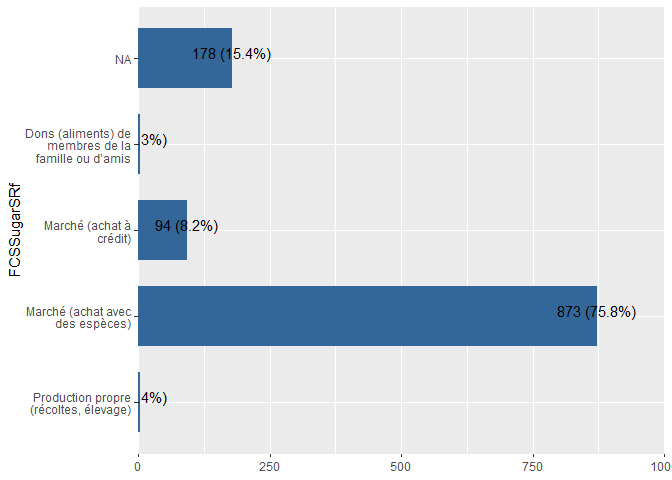 FCSSugarSRf
NA
178 (15.4%)
Dons (aliments) de
membres de la
famille ou d'amis
3%)
Marché (achat à
crédit)
94 (8.2%)
Marché (achat avec
des espèces)
873 (75.8%)
Production propre
(récoltes, élevage)
4%)
0
250
500
750
100